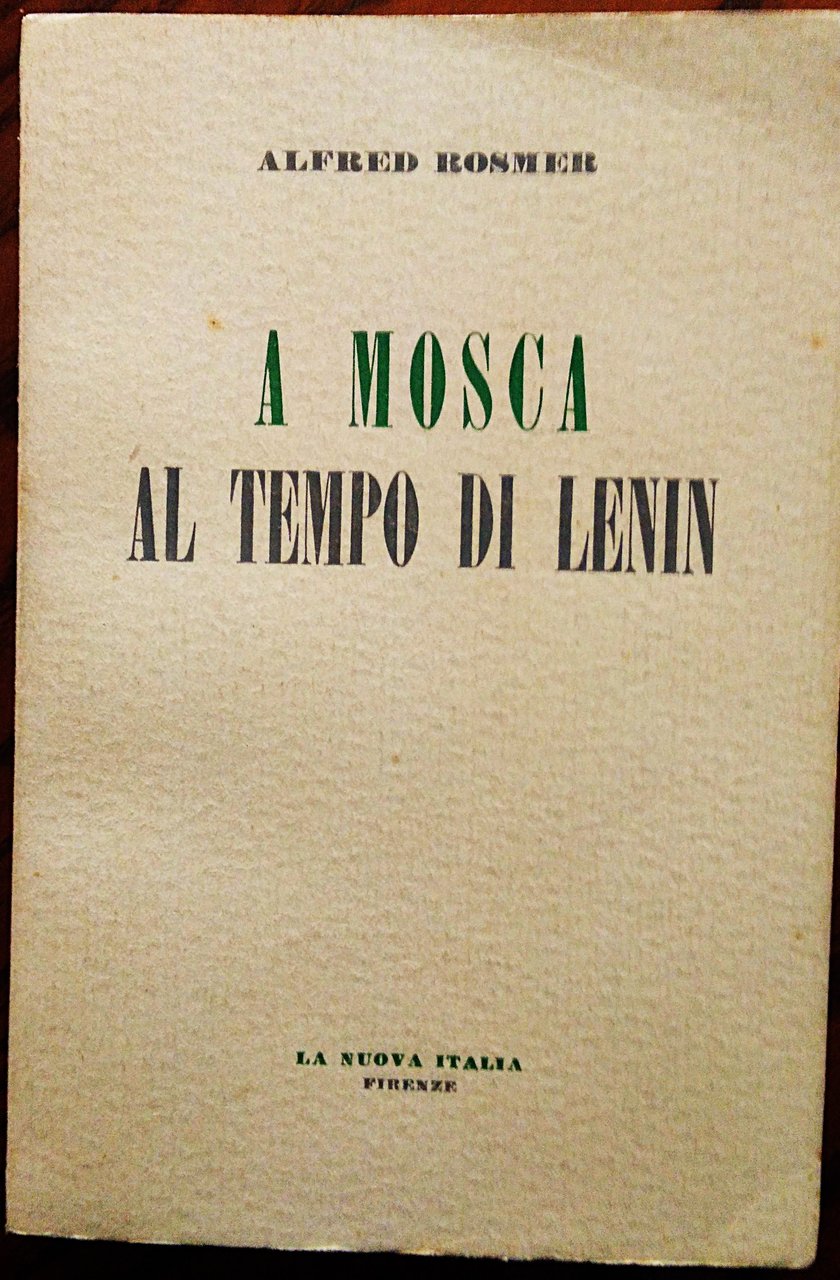 ALFRED ROSMER
A MOSCA
AL TEMPO DI LENIN
LA NUOVA ITALIA
FIRENZE